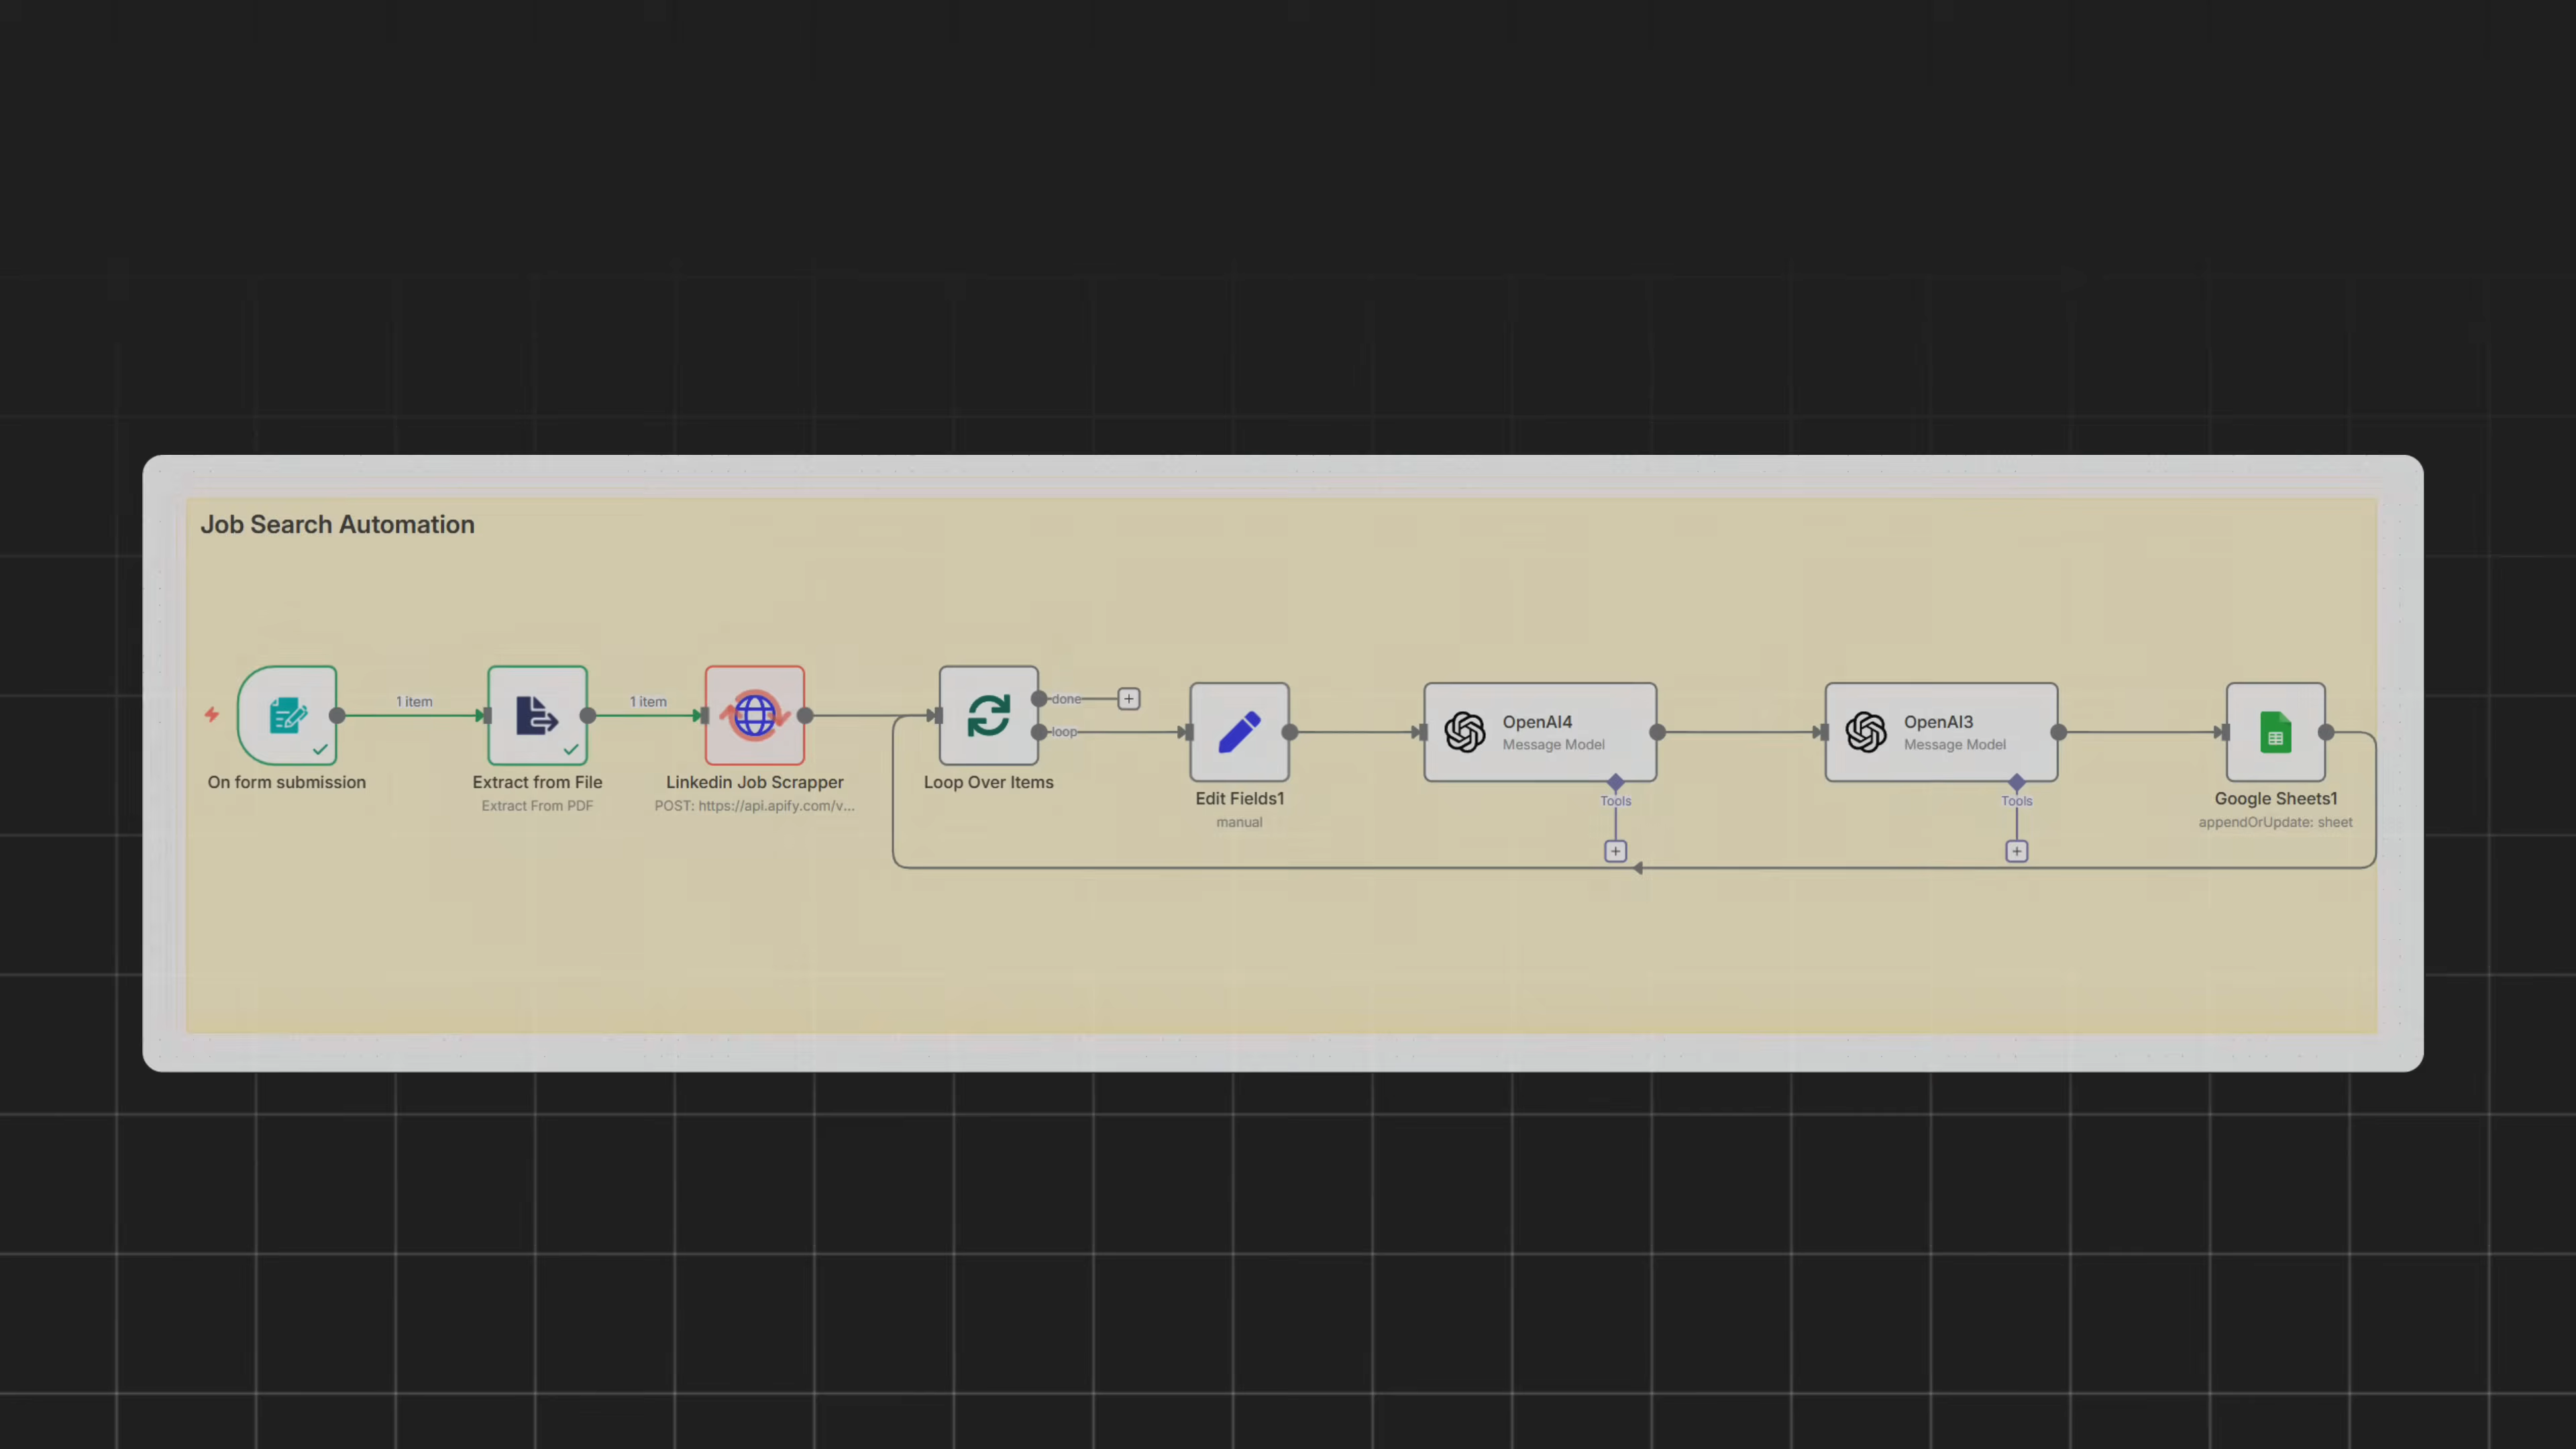 Job Search Automation
1 item
1 item
done
loop
On form submission
Extract from File
Extract From PDF
Linkedin Job Scrapper
POST: https://api.apify.com/v...
Loop Over Items
Edit Fields1
manual
OpenAI4
Message Model
Tools
OpenAI3
Message Model
Tools
Google Sheets1
appendOrUpdate: sheet